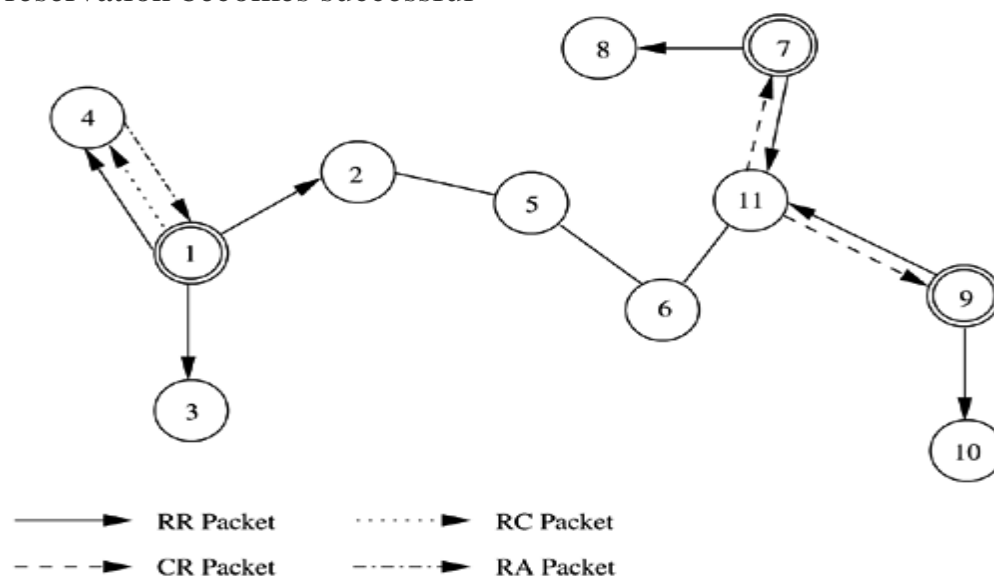 reservation becomes successful
8
7
4
2
5
11
1
6
9
3
10
RR Packet
RC Packet
CR Packet
RA Packet